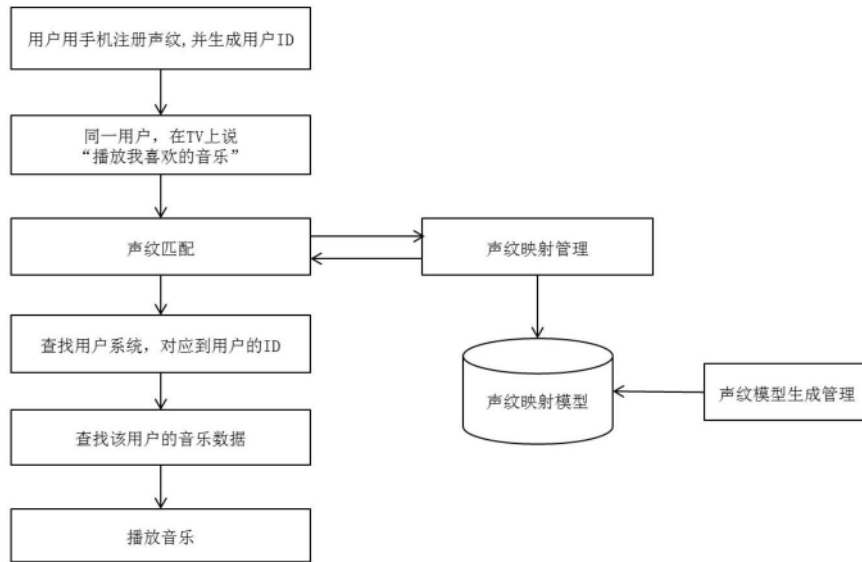 用户用手机注册声纹,并生成用户ID
同一用户，在TV上说
“播放我喜欢的音乐”
声纹匹配
声纹映射管理
查找用户系统，对应到用户的ID
声纹映射模型
声纹模型生成管理
查找该用户的音乐数据
播放音乐